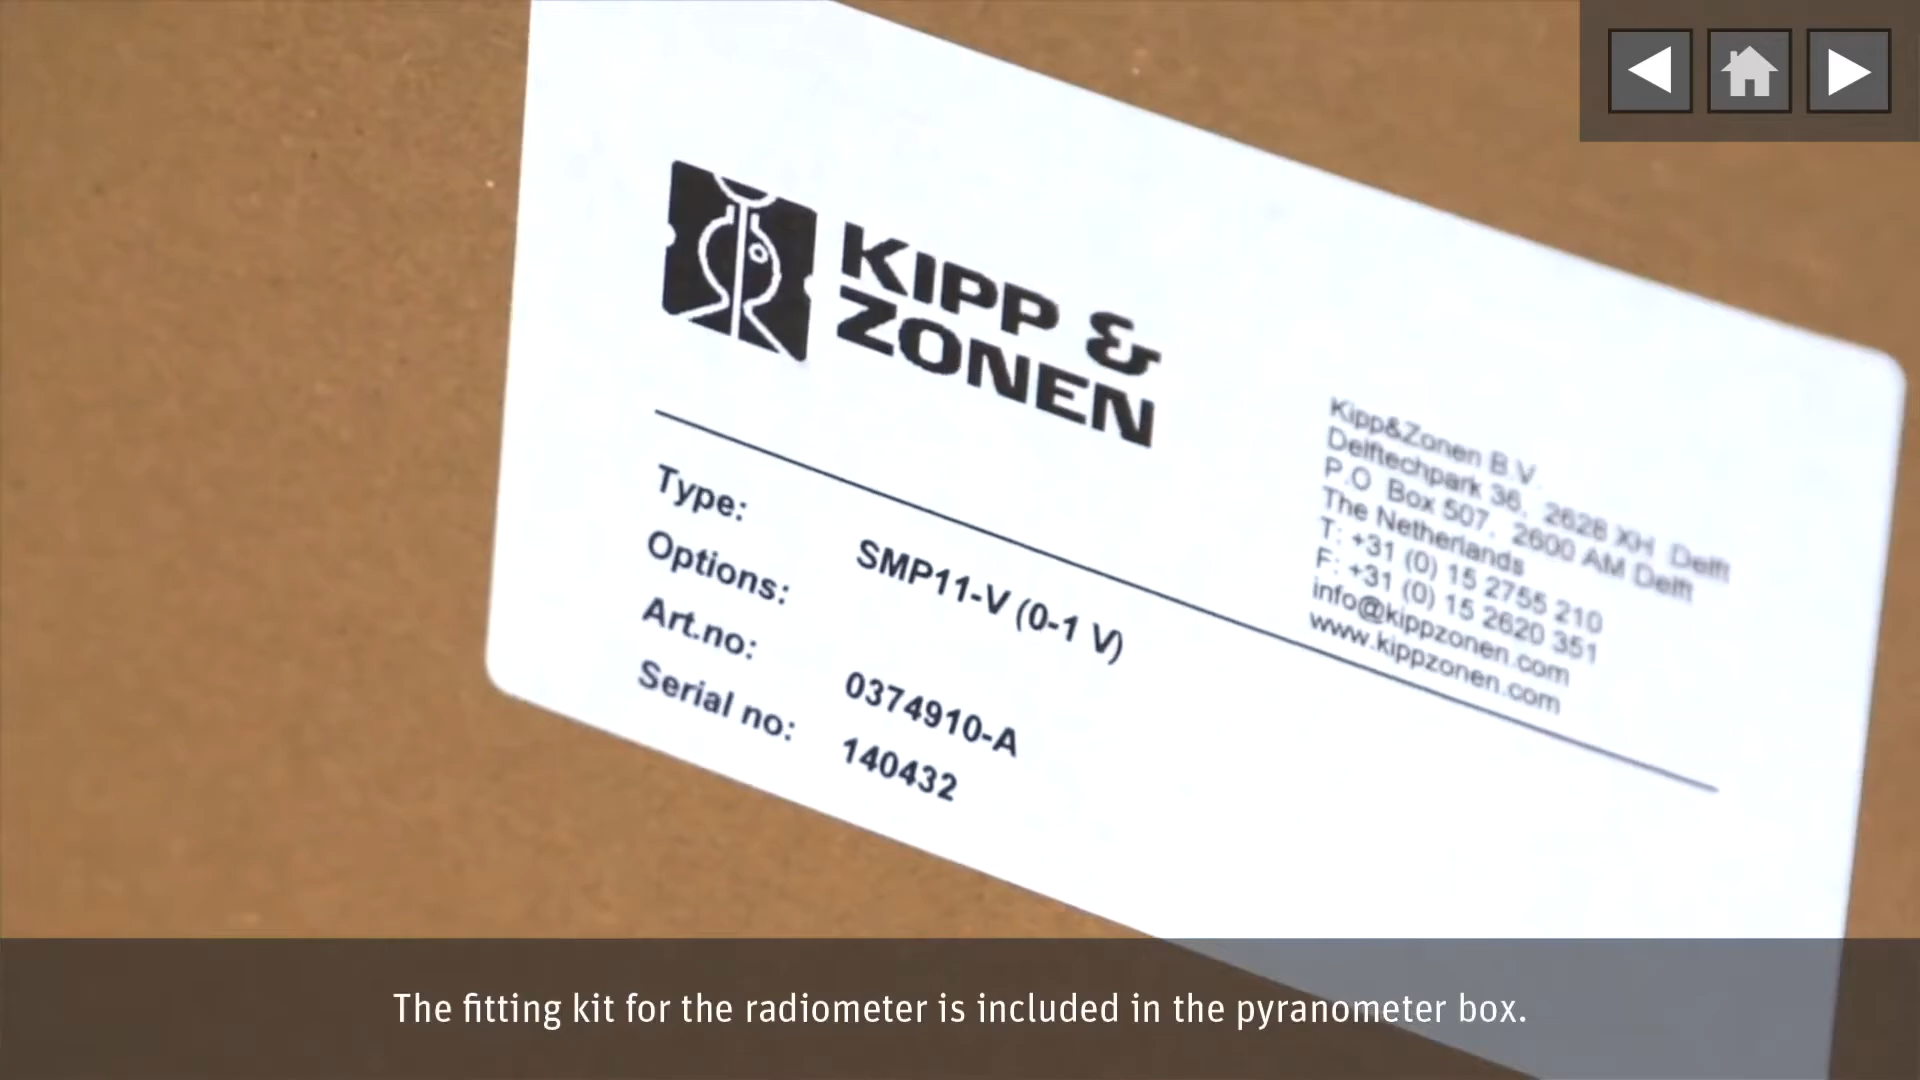 KIPP &
ZONEN
Kipp&Zonen B.V.
Delftechpark 36, 2628 XH Delft
P.O Box 507, 2600 AM Delft
The Netherlands
T: +31 (0) 15 2755 210
F: +31 (0) 15 2620 351
info@kippzonen.com
www.kippzonen.com
Type: SMP11-V (0-1 V)
Options:
Art.no: 0374910-A
Serial no: 140432
The fitting kit for the radiometer is included in the pyranometer box.